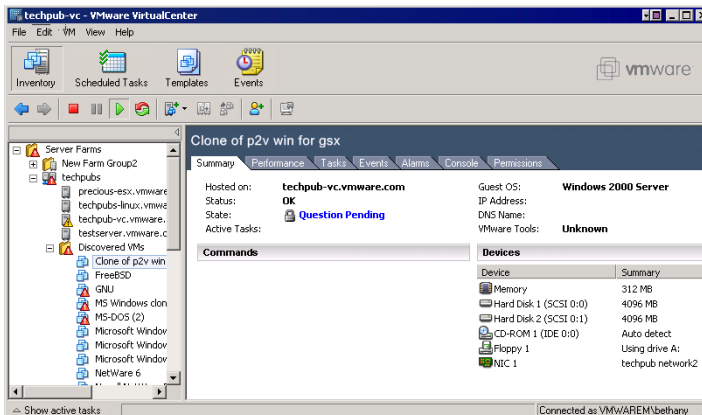 techpub-vc - VMware VirtualCenter
File Edit VM View Help
Inventory Scheduled Tasks Templates Events
vmware
Clone of p2v win for gsx
Summary Performance Tasks Events Alarms Console Permissions
Server Farms
New Farm Group2
techpubs
precious-esx.vmware
techpubs-linux.vmwa
techpub-vc.vmware.
testserver.vmware.c
Discovered VMs
Clone of p2v win
FreeBSD
GNU
MS Windows don
MS-DOS (2)
Microsoft Window
Microsoft Window
Microsoft Window
NetWare 6
Hosted on: techpub-vc.vmware.com
Status: OK
State: Question Pending
Active Tasks:
Guest OS: Windows 2000 Server
IP Address:
DNS Name:
VMware Tools: Unknown
Commands
Devices
Device Summary
Memory 312 MB
Hard Disk 1 (SCSI 0:0) 4096 MB
Hard Disk 2 (SCSI 0:1) 4096 MB
CD-ROM 1 (IDE 0:0) Auto detect
Floppy 1 Using drive A:
NIC 1 techpub network2
Show active tasks
Connected as VMWAREM\bethany